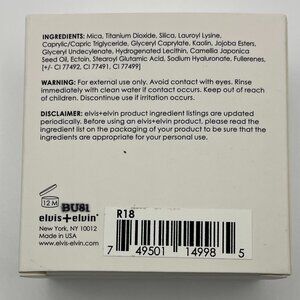 INGREDIENTS: Mica, Titanium Dioxide, Silica, Lauroyl Lysine,
Caprylic/Capric Triglyceride, Glyceryl Caprylate, Kaolin, Jojoba Esters,
Glyceryl Undecylenate, Hydrogenated Lecithin, Camellia Japonica
Seed Oil, Ectoin, Stearoyl Glutamic Acid, Sodium Hyaluronate, Fullerenes,
[+/- CI 77492, CI 77491, CI 77499]
WARNING: For external use only. Avoid contact with eyes. Rinse
immediately with clean water if contact occurs. Keep out of reach
of children. Discontinue use if irritation occurs.
DISCLAIMER: elvis+elvin product ingredient listings are updated
periodically. Before using an elvis+elvin product, please read the
ingredient list on the packaging of your product to be sure that the
ingredients are appropriate for your personal use.
12 M
elvis+elvin
New York, NY 10012
Made in USA
www.elvis-elvin.com
R18
7 49501 14998 5